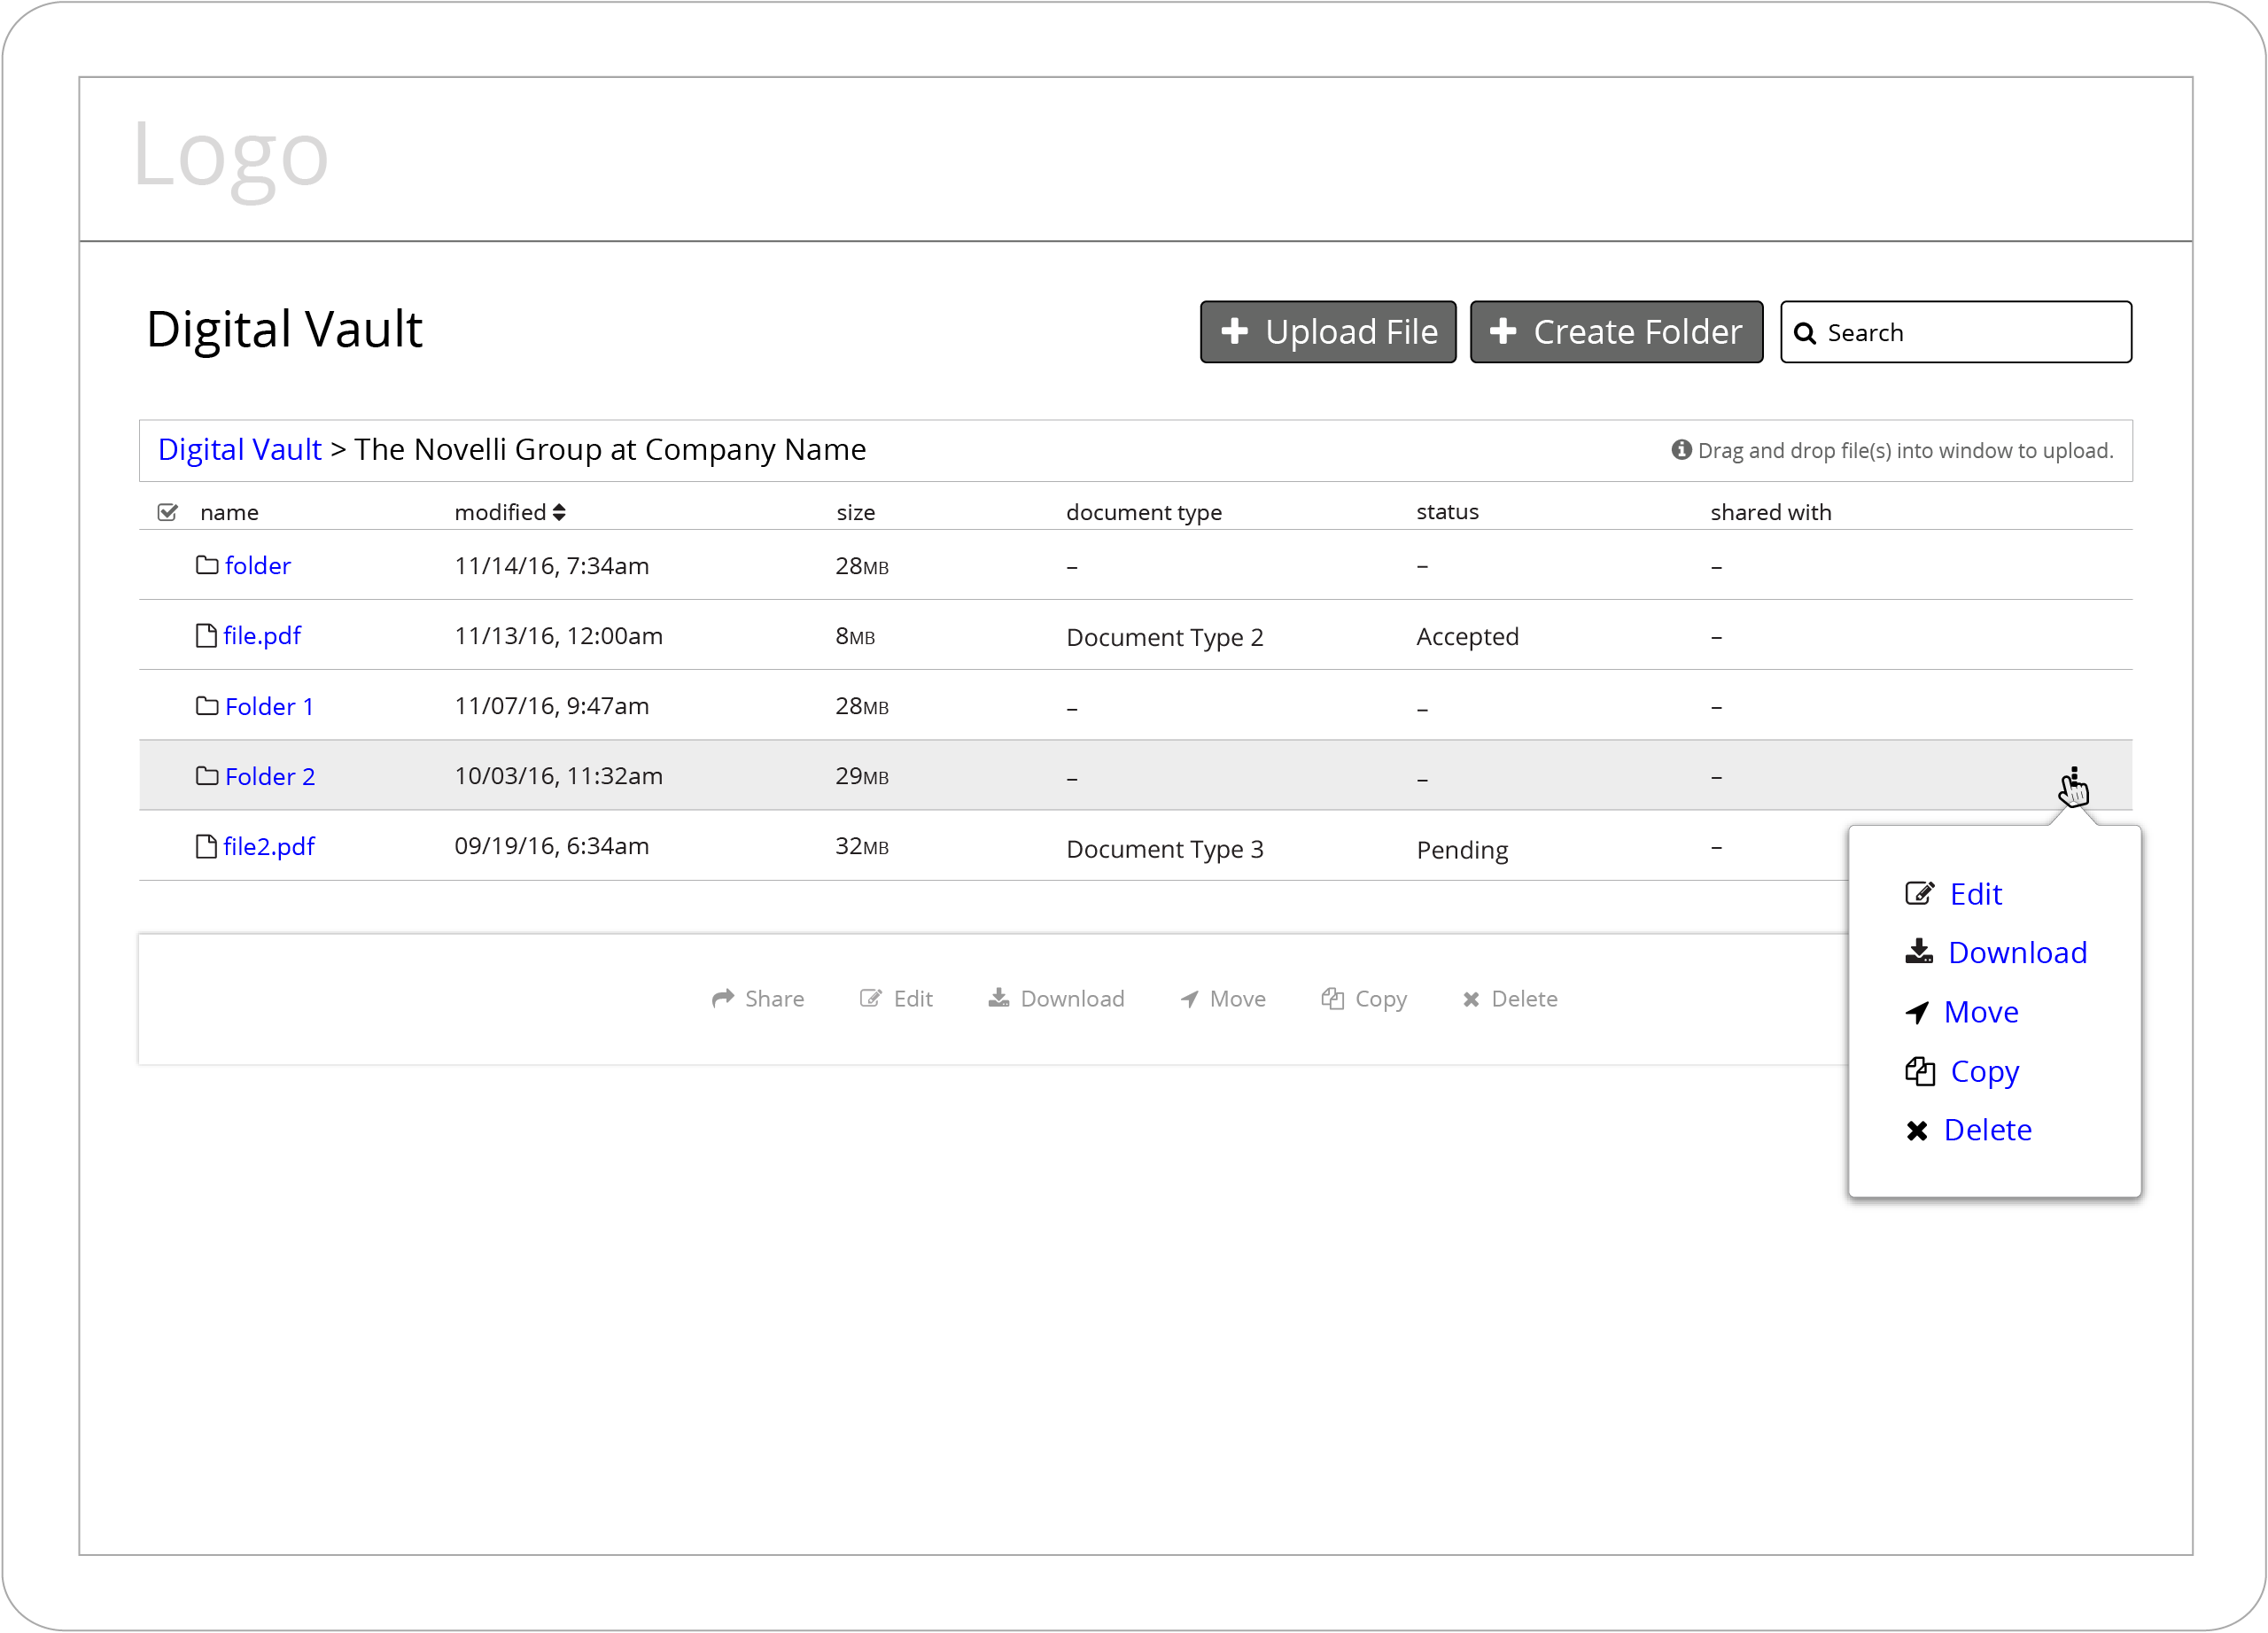 Logo
Digital Vault
Upload File
Create Folder
Search
Digital Vault > The Novelli Group at Company Name
Drag and drop file(s) into window to upload.
name modified size document type status shared with
folder 11/14/16, 7:34am 28MB – – –
file.pdf 11/13/16, 12:00am 8MB Document Type 2 Accepted –
Folder 1 11/07/16, 9:47am 28MB – – –
Folder 2 10/03/16, 11:32am 29MB – – –
file2.pdf 09/19/16, 6:34am 32MB Document Type 3 Pending –
Edit
Download
Move
Copy
Delete
Share Edit Download Move Copy Delete